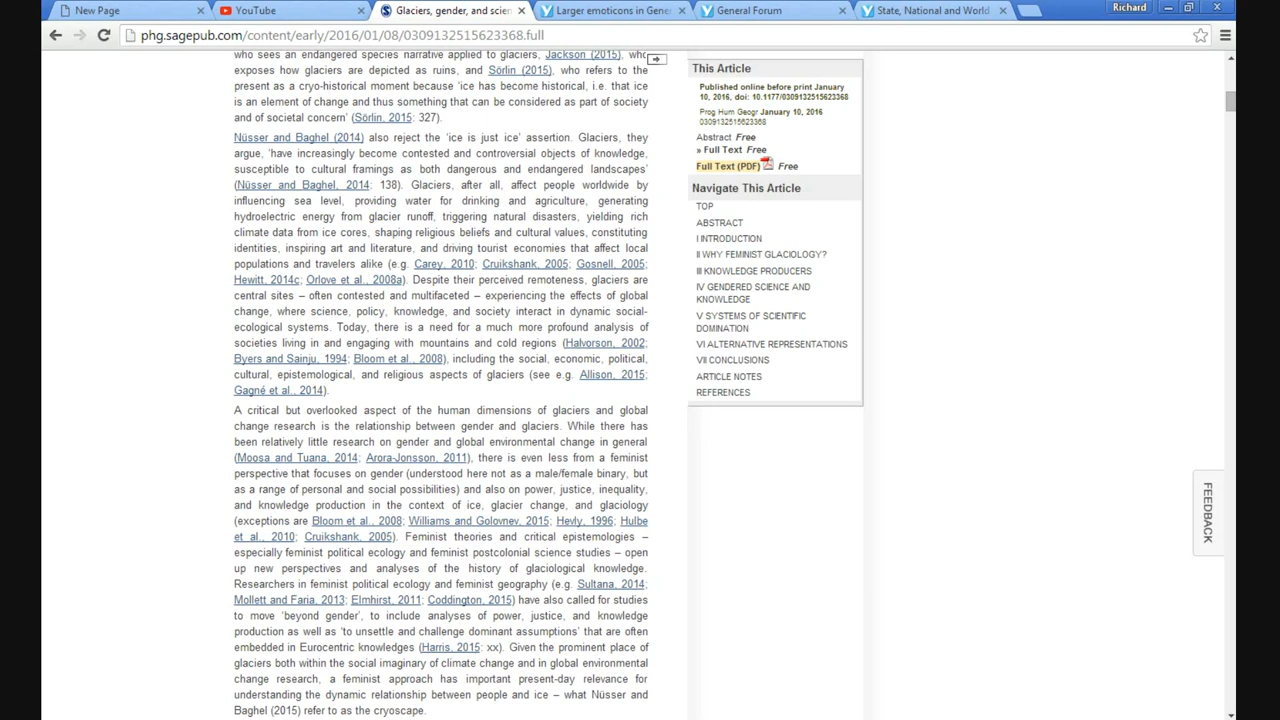 New Page
YouTube
Glaciers, gender, and scien
Larger emoticons in Gener
General Forum
State, National and World
Richard
phg.sagepub.com/content/early/2016/01/08/0309132515623368.full
who sees an endangered species narrative applied to glaciers, Jackson (2015), who
exposes how glaciers are depicted as ruins, and Sörlin (2015), who refers to the
present as a cryo-historical moment because ‘ice has become historical, i.e. that ice
is an element of change and thus something that can be considered as part of society
and of societal concern’ (Sörlin, 2015: 327).
Nüsser and Baghel (2014) also reject the ‘ice is just ice’ assertion. Glaciers, they
argue, ‘have increasingly become contested and controversial objects of knowledge,
susceptible to cultural framings as both dangerous and endangered landscapes’
(Nüsser and Baghel, 2014: 138). Glaciers, after all, affect people worldwide by
influencing sea level, providing water for drinking and agriculture, generating
hydroelectric energy from glacier runoff, triggering natural disasters, yielding rich
climate data from ice cores, shaping religious beliefs and cultural values, constituting
identities, inspiring art and literature, and driving tourist economies that affect local
populations and travelers alike (e.g. Carey, 2010; Cruikshank, 2005; Gosnell, 2005;
Hewitt, 2014c; Orlove et al., 2008a). Despite their perceived remoteness, glaciers are
central sites – often contested and multifaceted – experiencing the effects of global
change, where science, policy, knowledge, and society interact in dynamic social-
ecological systems. Today, there is a need for a much more profound analysis of
societies living in and engaging with mountains and cold regions (Halvorson, 2002;
Byers and Sainju, 1994; Bloom et al., 2008), including the social, economic, political,
cultural, epistemological, and religious aspects of glaciers (see e.g. Allison, 2015;
Gagné et al., 2014).
A critical but overlooked aspect of the human dimensions of glaciers and global
change research is the relationship between gender and glaciers. While there has
been relatively little research on gender and global environmental change in general
(Moosa and Tuana, 2014; Arora-Jonsson, 2011), there is even less from a feminist
perspective that focuses on gender (understood here not as a male/female binary, but
as a range of personal and social possibilities) and also on power, justice, inequality,
and knowledge production in the context of ice, glacier change, and glaciology
(exceptions are Bloom et al., 2008; Williams and Golovnev, 2015; Hevly, 1996; Hulbe
et al., 2010; Cruikshank, 2005). Feminist theories and critical epistemologies –
especially feminist political ecology and feminist postcolonial science studies – open
up new perspectives and analyses of the history of glaciological knowledge.
Researchers in feminist political ecology and feminist geography (e.g. Sultana, 2014;
Mollett and Faria, 2013; Elmhirst, 2011; Coddington, 2015) have also called for studies
to move ‘beyond gender’, to include analyses of power, justice, and knowledge
production as well as ‘to unsettle and challenge dominant assumptions’ that are often
embedded in Eurocentric knowledges (Harris, 2015: xx). Given the prominent place of
glaciers both within the social imaginary of climate change and in global environmental
change research, a feminist approach has important present-day relevance for
understanding the dynamic relationship between people and ice – what Nüsser and
Baghel (2015) refer to as the cryoscape.
This Article
Published online before print January
10, 2016, doi: 10.1177/0309132515623368
Prog Hum Geogr January 10, 2016
0309132515623368
Abstract Free
» Full Text Free
Full Text (PDF) Free
Navigate This Article
TOP
ABSTRACT
I INTRODUCTION
II WHY FEMINIST GLACIOLOGY?
III KNOWLEDGE PRODUCERS
IV GENDERED SCIENCE AND
KNOWLEDGE
V SYSTEMS OF SCIENTIFIC
DOMINATION
VI ALTERNATIVE REPRESENTATIONS
VII CONCLUSIONS
ARTICLE NOTES
REFERENCES
FEEDBACK